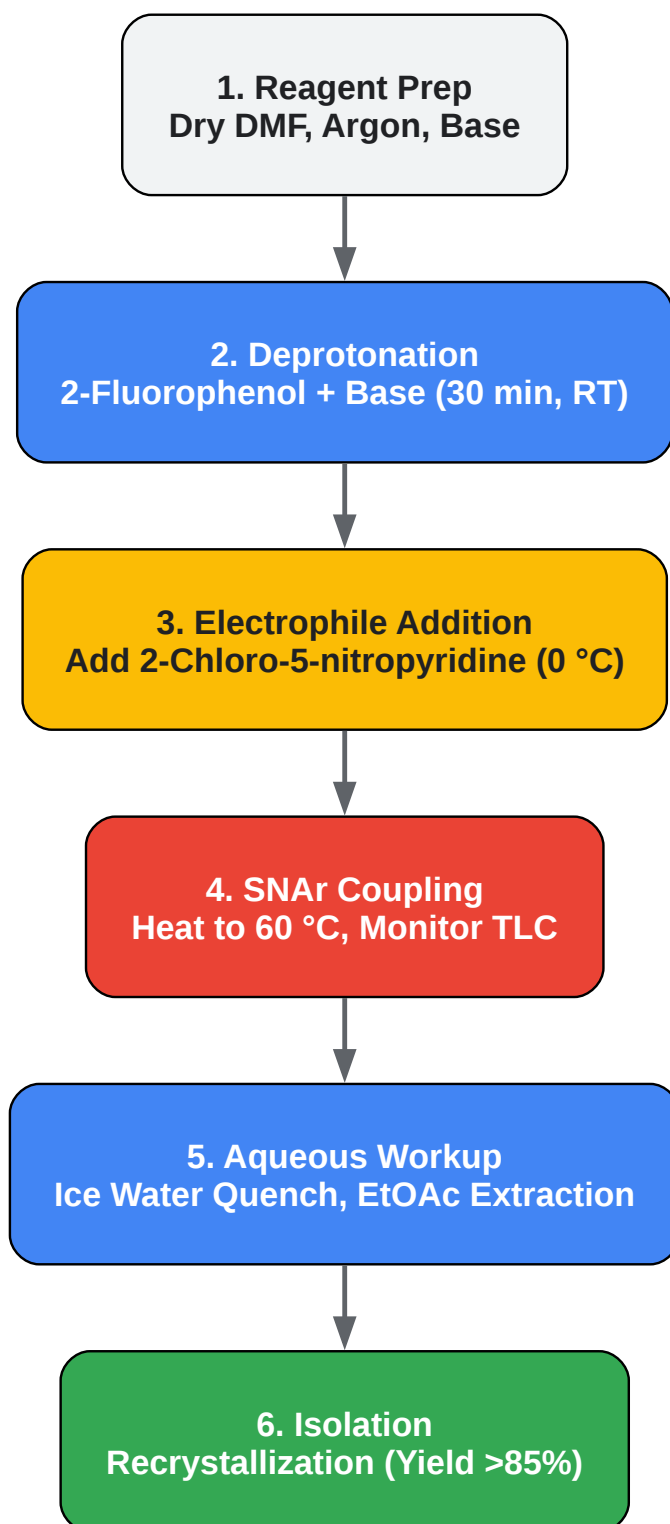 1. Reagent Prep
Dry DMF, Argon, Base
2. Deprotonation
2-Fluorophenol + Base (30 min, RT)
3. Electrophile Addition
Add 2-Chloro-5-nitropyridine (0 °C)
4. SNAr Coupling
Heat to 60 °C, Monitor TLC
5. Aqueous Workup
Ice Water Quench, EtOAc Extraction
6. Isolation
Recrystallization (Yield >85%)